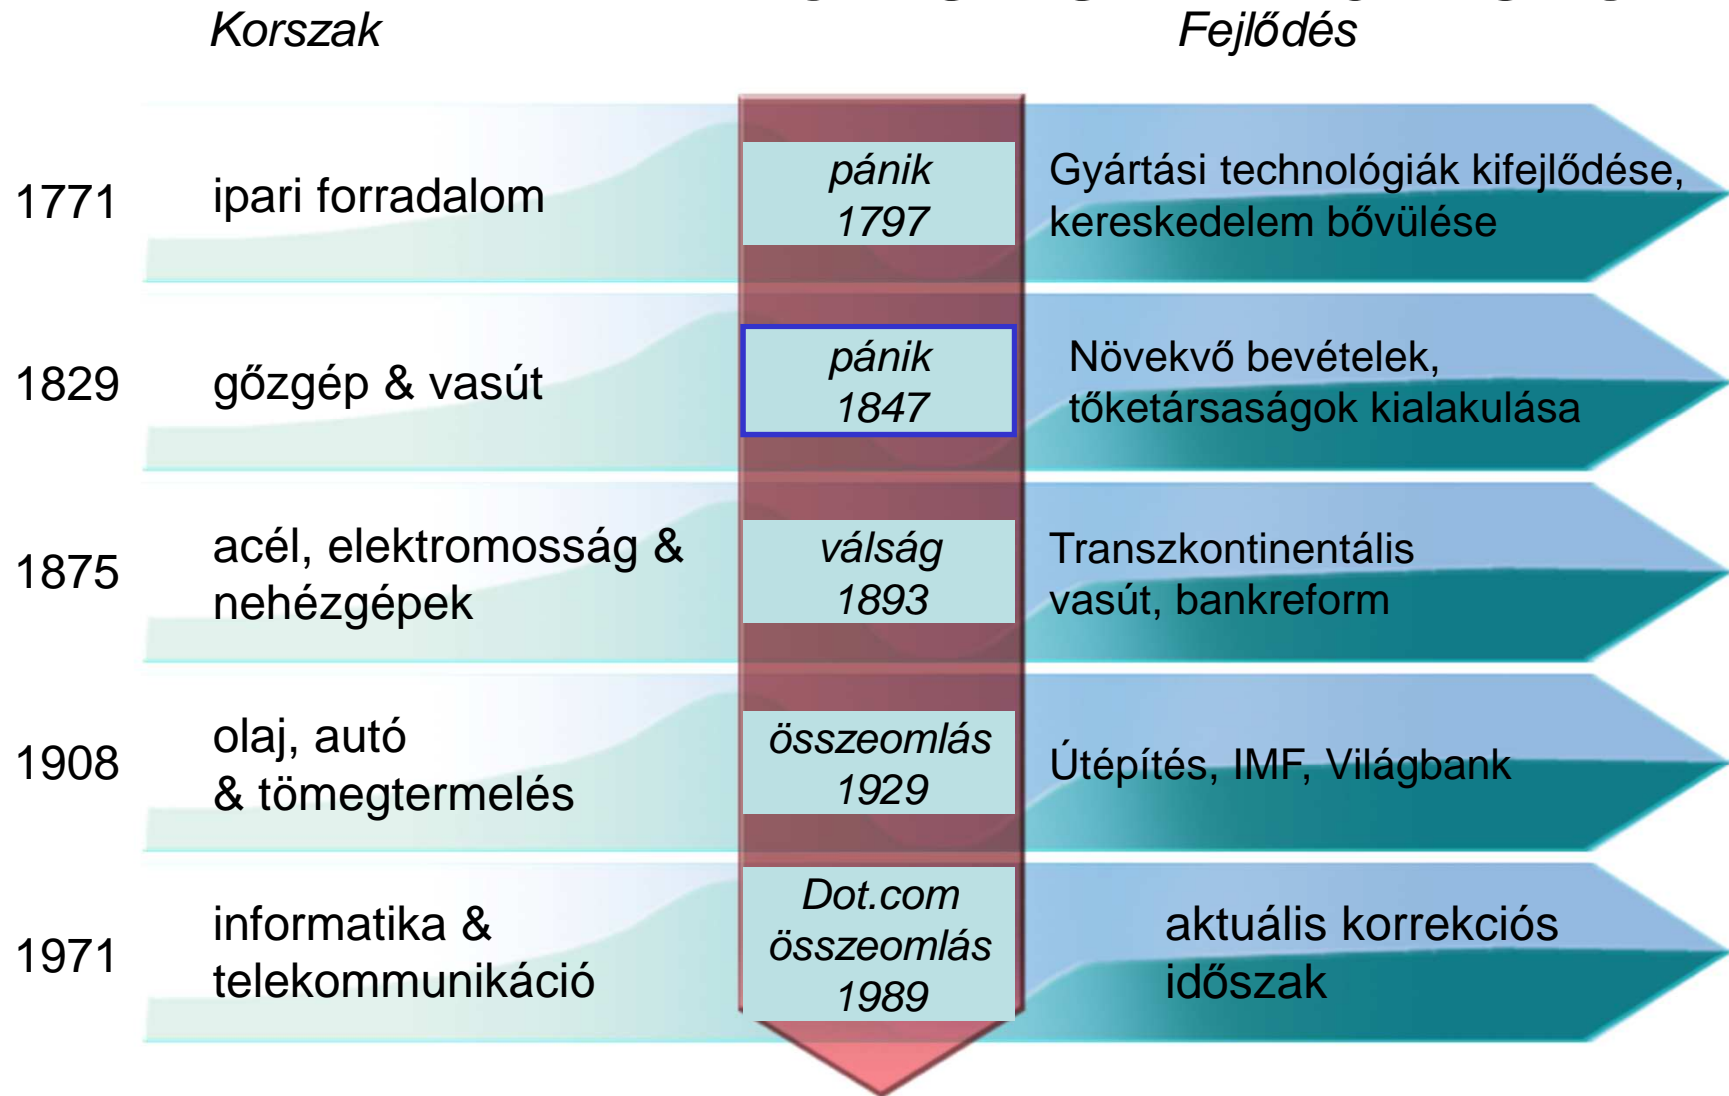 Korszak
Fejlődés
1771
ipari forradalom
pánik
1797
Gyártási technológiák kifejlődése,
kereskedelem bővülése
1829
gőzgép & vasút
pánik
1847
Növekvő bevételek,
tőketársaságok kialakulása
1875
acél, elektromosság &
nehézgépek
válság
1893
Transzkontinentális
vasút, bankreform
1908
olaj, autó
& tömegtermelés
összeomlás
1929
Útépítés, IMF, Világbank
1971
informatika &
telekommunikáció
Dot.com
összeomlás
1989
aktuális korrekciós
időszak